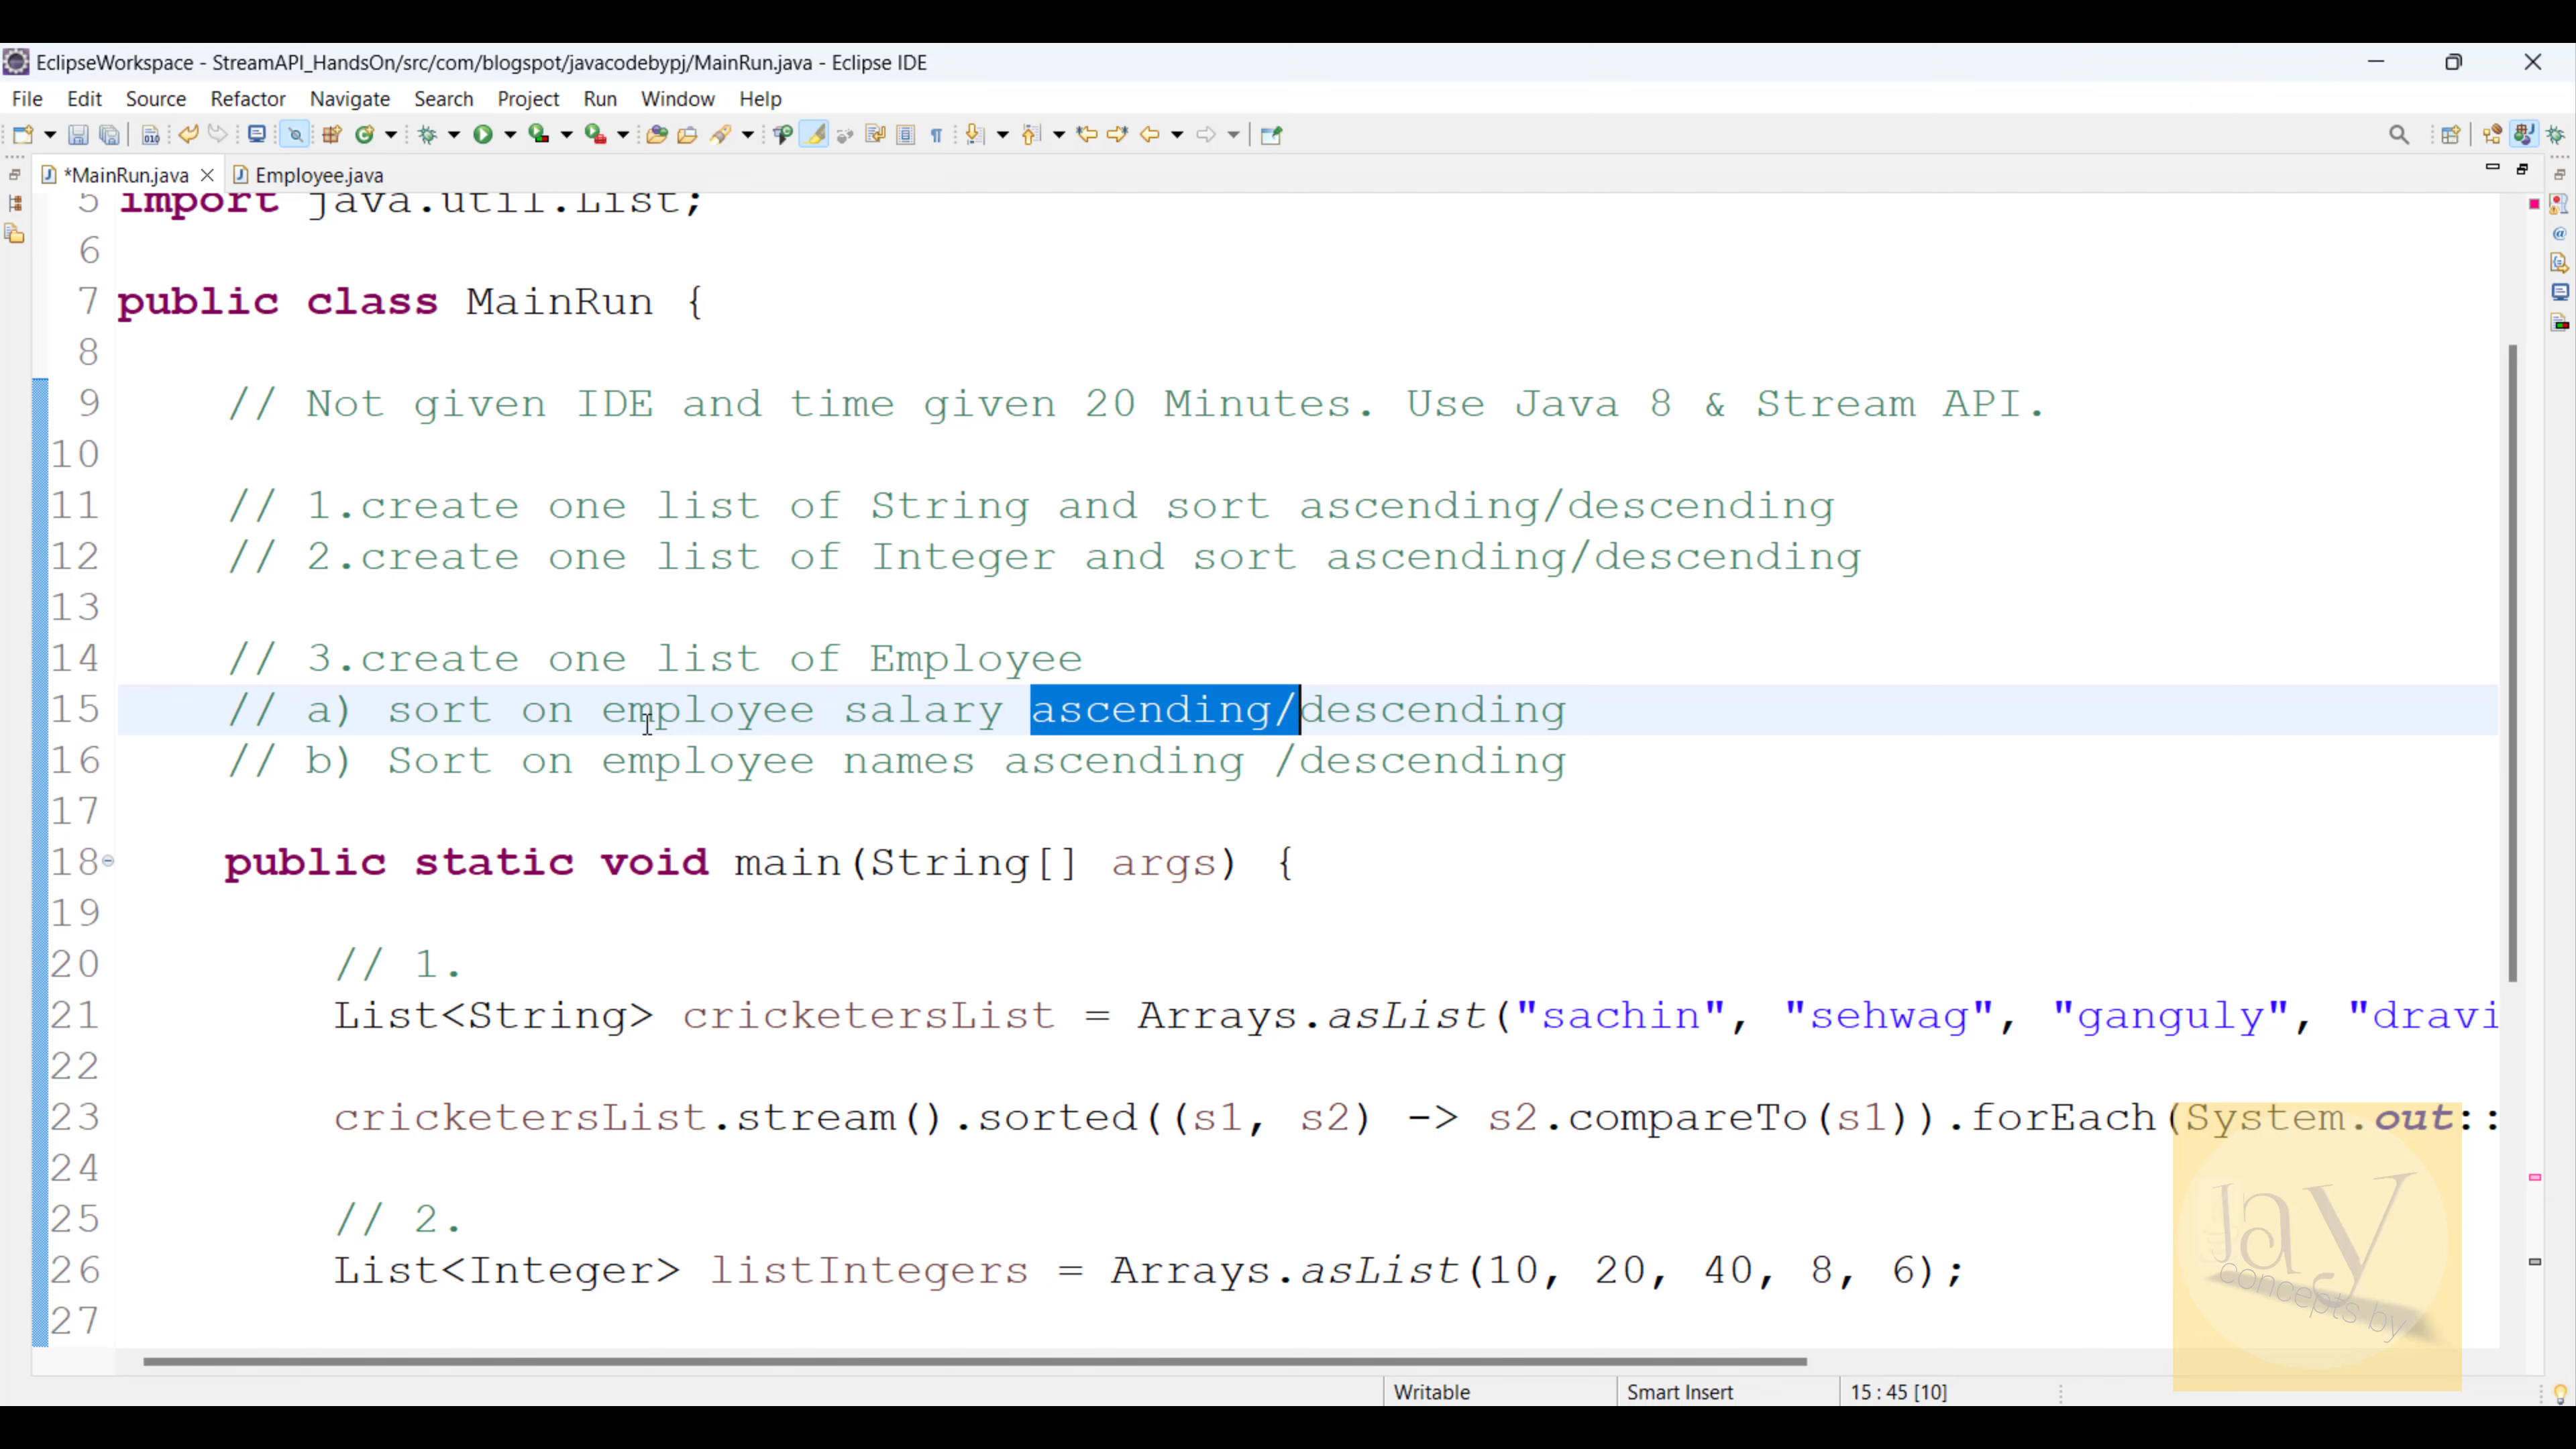 EclipseWorkspace - StreamAPI_HandsOn/src/com/blogspot/javacodebypj/MainRun.java - Eclipse IDE
File Edit Source Refactor Navigate Search Project Run Window Help
*MainRun.java Employee.java
5 import java.util.List;
6
7 public class MainRun {
8
9 // Not given IDE and time given 20 Minutes. Use Java 8 & Stream API.
10
11 // 1.create one list of String and sort ascending/descending
12 // 2.create one list of Integer and sort ascending/descending
13
14 // 3.create one list of Employee
15 // a) sort on employee salary ascending/descending
16 // b) Sort on employee names ascending /descending
17
18 public static void main(String[] args) {
19
20 // 1.
21 List<String> cricketersList = Arrays.asList("sachin", "sehwag", "ganguly", "dravi
22
23 cricketersList.stream().sorted((s1, s2) -> s2.compareTo(s1)).forEach(System.out::
24
25 // 2.
26 List<Integer> listIntegers = Arrays.asList(10, 20, 40, 8, 6);
27
Jay
concepts by
Writable Smart Insert 15 : 45 [10]